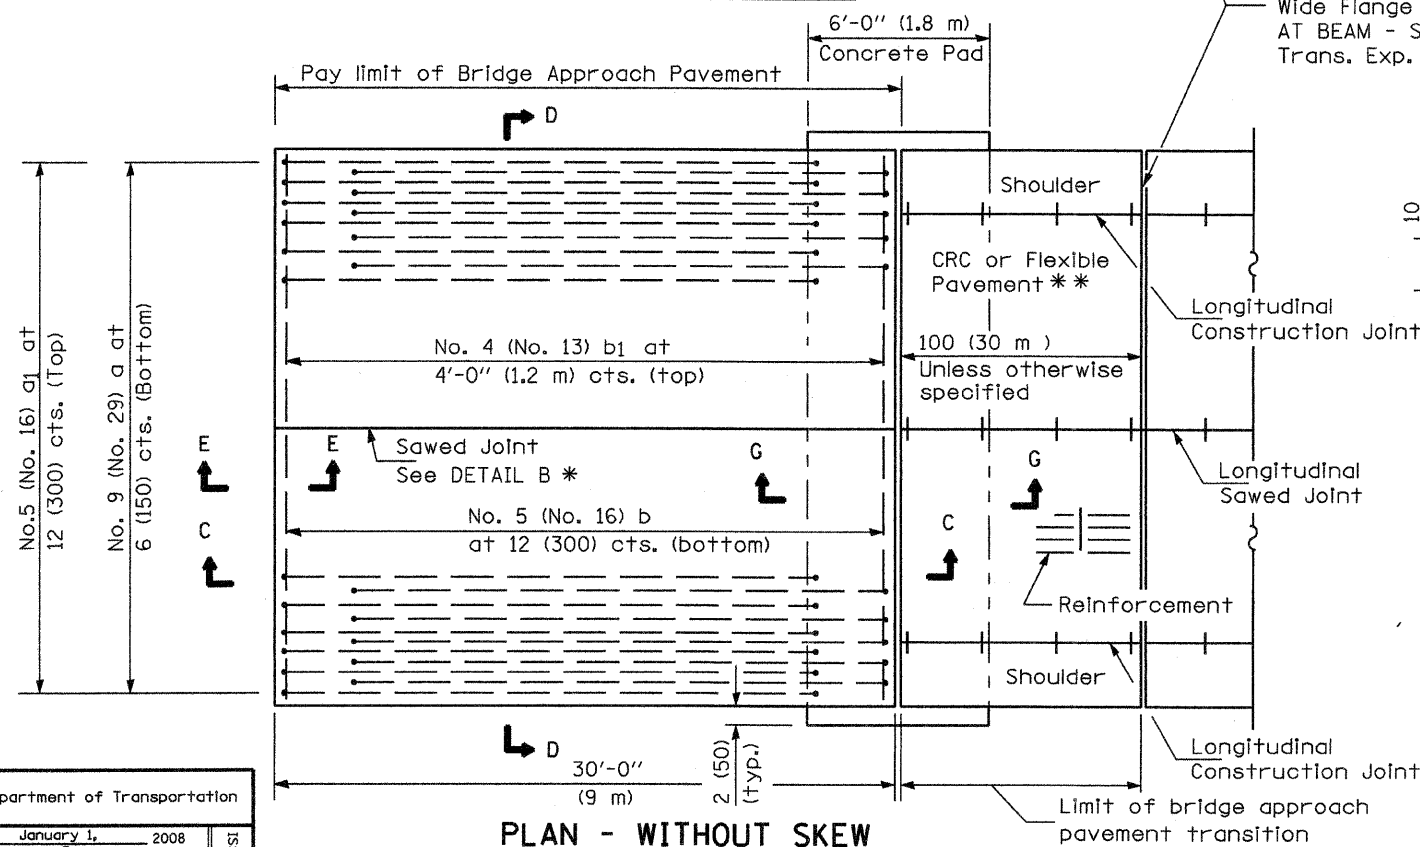 Wide Flange
AT BEAM - S
Trans. Exp.
6'-0" (1.8 m)
Concrete Pad
Pay limit of Bridge Approach Pavement
D
Shoulder
10
CRC or Flexible
Pavement * *
Longitudinal
Construction Joint
No. 4 (No. 13) b1 at
4'-0" (1.2 m) cts. (top)
100 (30 m )
Unless otherwise
specified
No.5 (No. 16) a1 at
12 (300) cts. (Top)
No. 9 (No. 29) a at
6 (150) cts. (Bottom)
E
E
Sawed Joint
See DETAIL B *
G
G
Longitudinal
Sawed Joint
C
No. 5 (No. 16) b
at 12 (300) cts. (bottom)
C
Reinforcement
Shoulder
D
2 (50)
(typ.)
30'-0"
(9 m)
Longitudinal
Construction Joint
Limit of bridge approach
pavement transition
partment of Transportation
January 1, 2008
IS
PLAN - WITHOUT SKEW